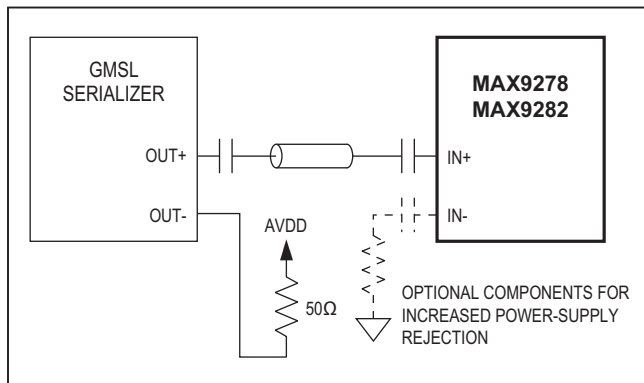 GMSL
SERIALIZER
OUT+
OUT-
AVDD
50Ω
MAX9278
MAX9282
IN+
IN-
OPTIONAL COMPONENTS FOR
INCREASED POWER-SUPPLY
REJECTION